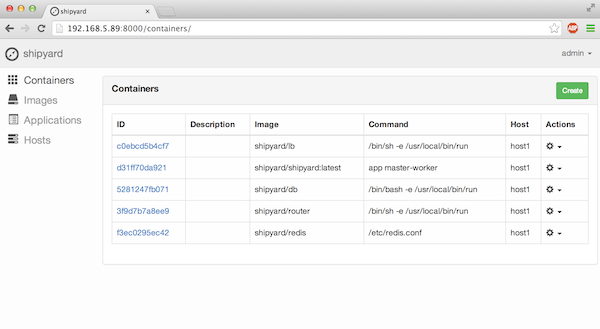 shipyard
192.168.5.89:8000/containers/
ABP
shipyard
admin
Containers
Images
Applications
Hosts
Containers
Create
ID Description Image Command Host Actions
c0ebcd5b4cf7 shipyard/lb /bin/sh -e /usr/local/bin/run host1
d31ff70da921 shipyard/shipyard:latest app master-worker host1
5281247fb071 shipyard/db /bin/bash -e /usr/local/bin/run host1
3f9d7b7a8ee9 shipyard/router /bin/sh -e /usr/local/bin/run host1
f3ec0295ec42 shipyard/redis /etc/redis.conf host1